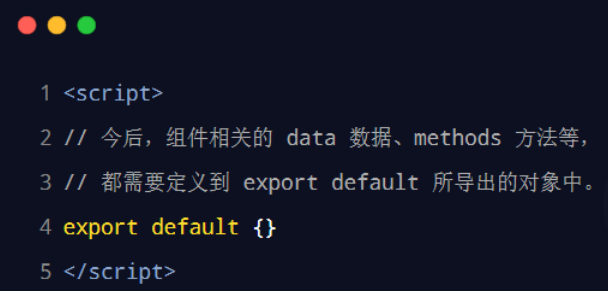 1 <script>
2 // 今后，组件相关的 data 数据、methods 方法等，
3 // 都需要定义到 export default 所导出的对象中。
4 export default {}
5 </script>